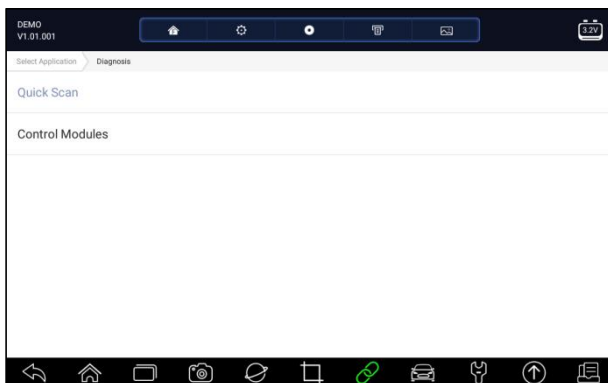 DEMO
V1.01.001
3.2V
Select Application Diagnosis
Quick Scan
Control Modules